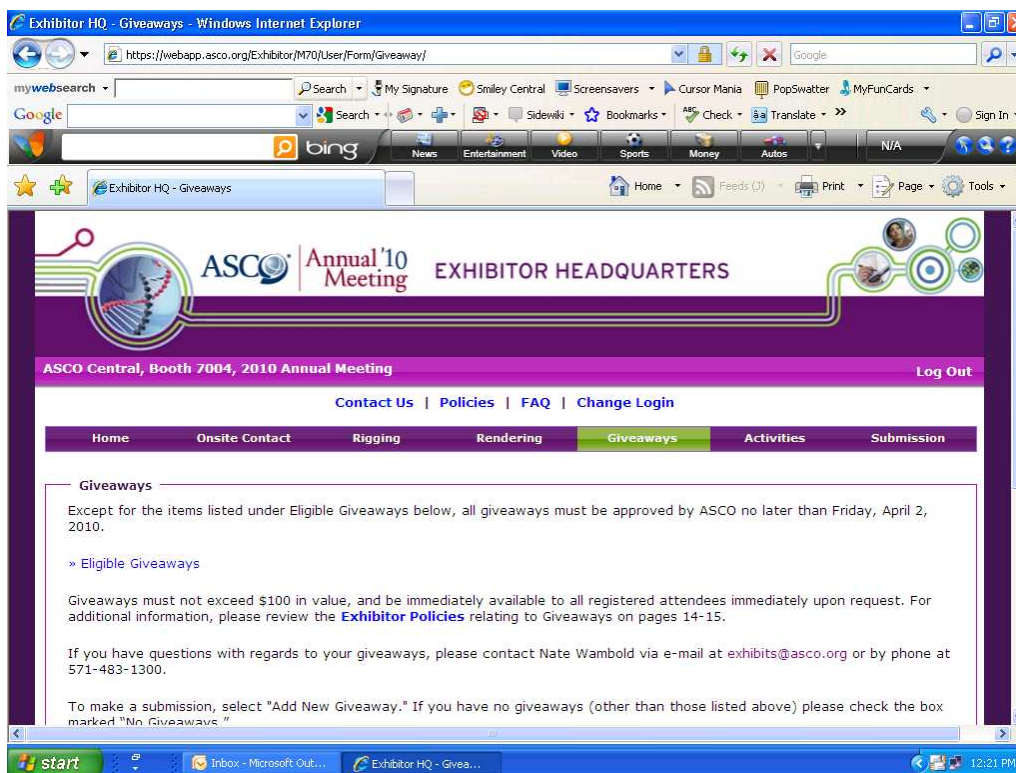 Exhibitor HQ - Giveaways - Windows Internet Explorer
https://webapp.asco.org/Exhibitor/M70/User/Form/Giveaway/
Google
mywebsearch
Search
My Signature
Smiley Central
Screensavers
Cursor Mania
PopSwatter
MyFunCards
Google
Search
Sidewiki
Bookmarks
ABC Check
Translate
Sign In
bing
News
Entertainment
Video
Sports
Money
Autos
N/A
Exhibitor HQ - Giveaways
Home
Feeds (J)
Print
Page
Tools
ASCO Annual '10 Meeting
EXHIBITOR HEADQUARTERS
ASCO Central, Booth 7004, 2010 Annual Meeting
Log Out
Contact Us | Policies | FAQ | Change Login
Home Onsite Contact Rigging Rendering Giveaways Activities Submission
Giveaways
Except for the items listed under Eligible Giveaways below, all giveaways must be approved by ASCO no later than Friday, April 2,
2010.
» Eligible Giveaways
Giveaways must not exceed $100 in value, and be immediately available to all registered attendees immediately upon request. For
additional information, please review the Exhibitor Policies relating to Giveaways on pages 14-15.
If you have questions with regards to your giveaways, please contact Nate Wambold via e-mail at exhibits@asco.org or by phone at
571-483-1300.
To make a submission, select "Add New Giveaway." If you have no giveaways (other than those listed above) please check the box
marked "No Giveaways."
start
Inbox - Microsoft Out...
Exhibitor HQ - Givea...
12:21 PM